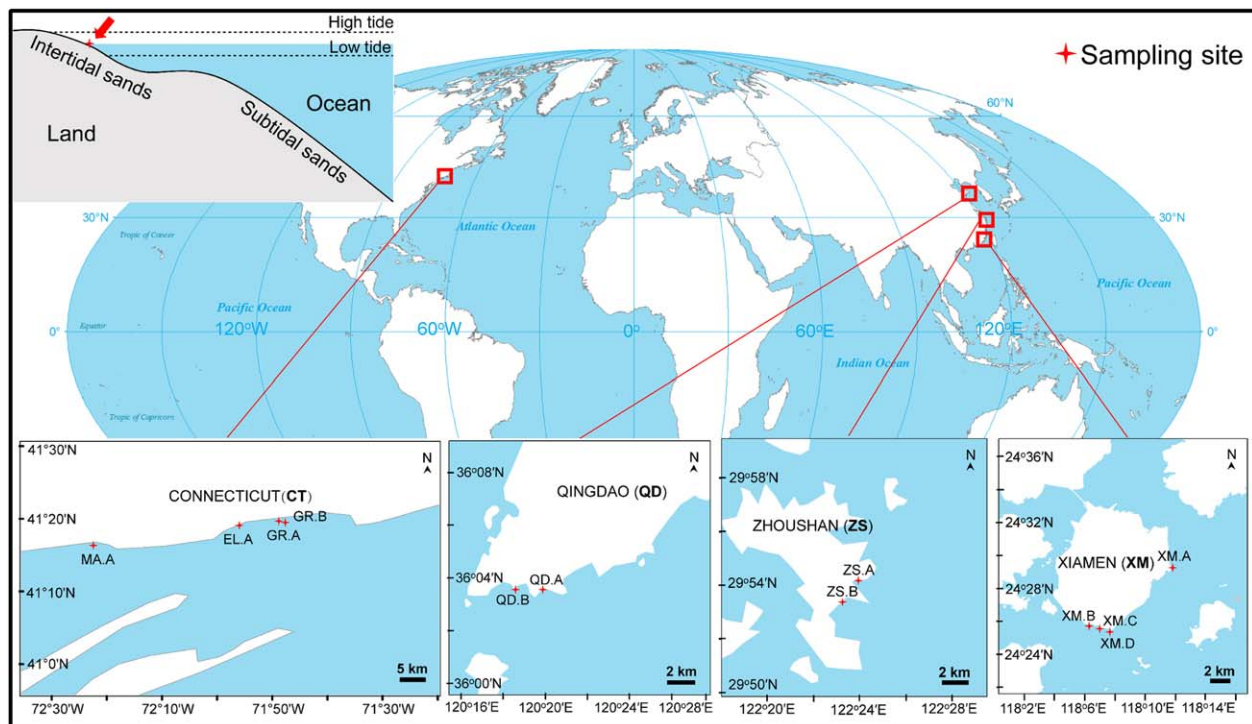 High tide
Low tide
Intertidal sands
Ocean
Land
Subtidal sands
Sampling site
60°N
30°N
30°N
Tropic of Cancer
Atlantic Ocean
Pacific Ocean
Pacific Ocean
120°W
60°W
0°
60°E
120°E
Equator
0°
0°
Indian Ocean
Tropic of Capricorn
41°30'N
41°20'N
41°10'N
41°0'N
N
CONNECTICUT(CT)
GR.B
EL.A
GR.A
MA.A
5 km
72°30'W
72°10'W
71°50'W
71°30'W
36°08'N
36°04'N
36°00'N
N
QINGDAO (QD)
QD.A
QD.B
2 km
120°16'E
120°20'E
120°24'E
120°28'E
29°58'N
29°54'N
29°50'N
N
ZHOUSHAN (ZS)
ZS.A
ZS.B
2 km
122°20'E
122°24'E
122°28'E
24°36'N
24°32'N
24°28'N
24°24'N
N
XIAMEN (XM)
XM.A
XM.B
XM.C
XM.D
2 km
118°2'E
118°6'E
118°10'E
118°14'E